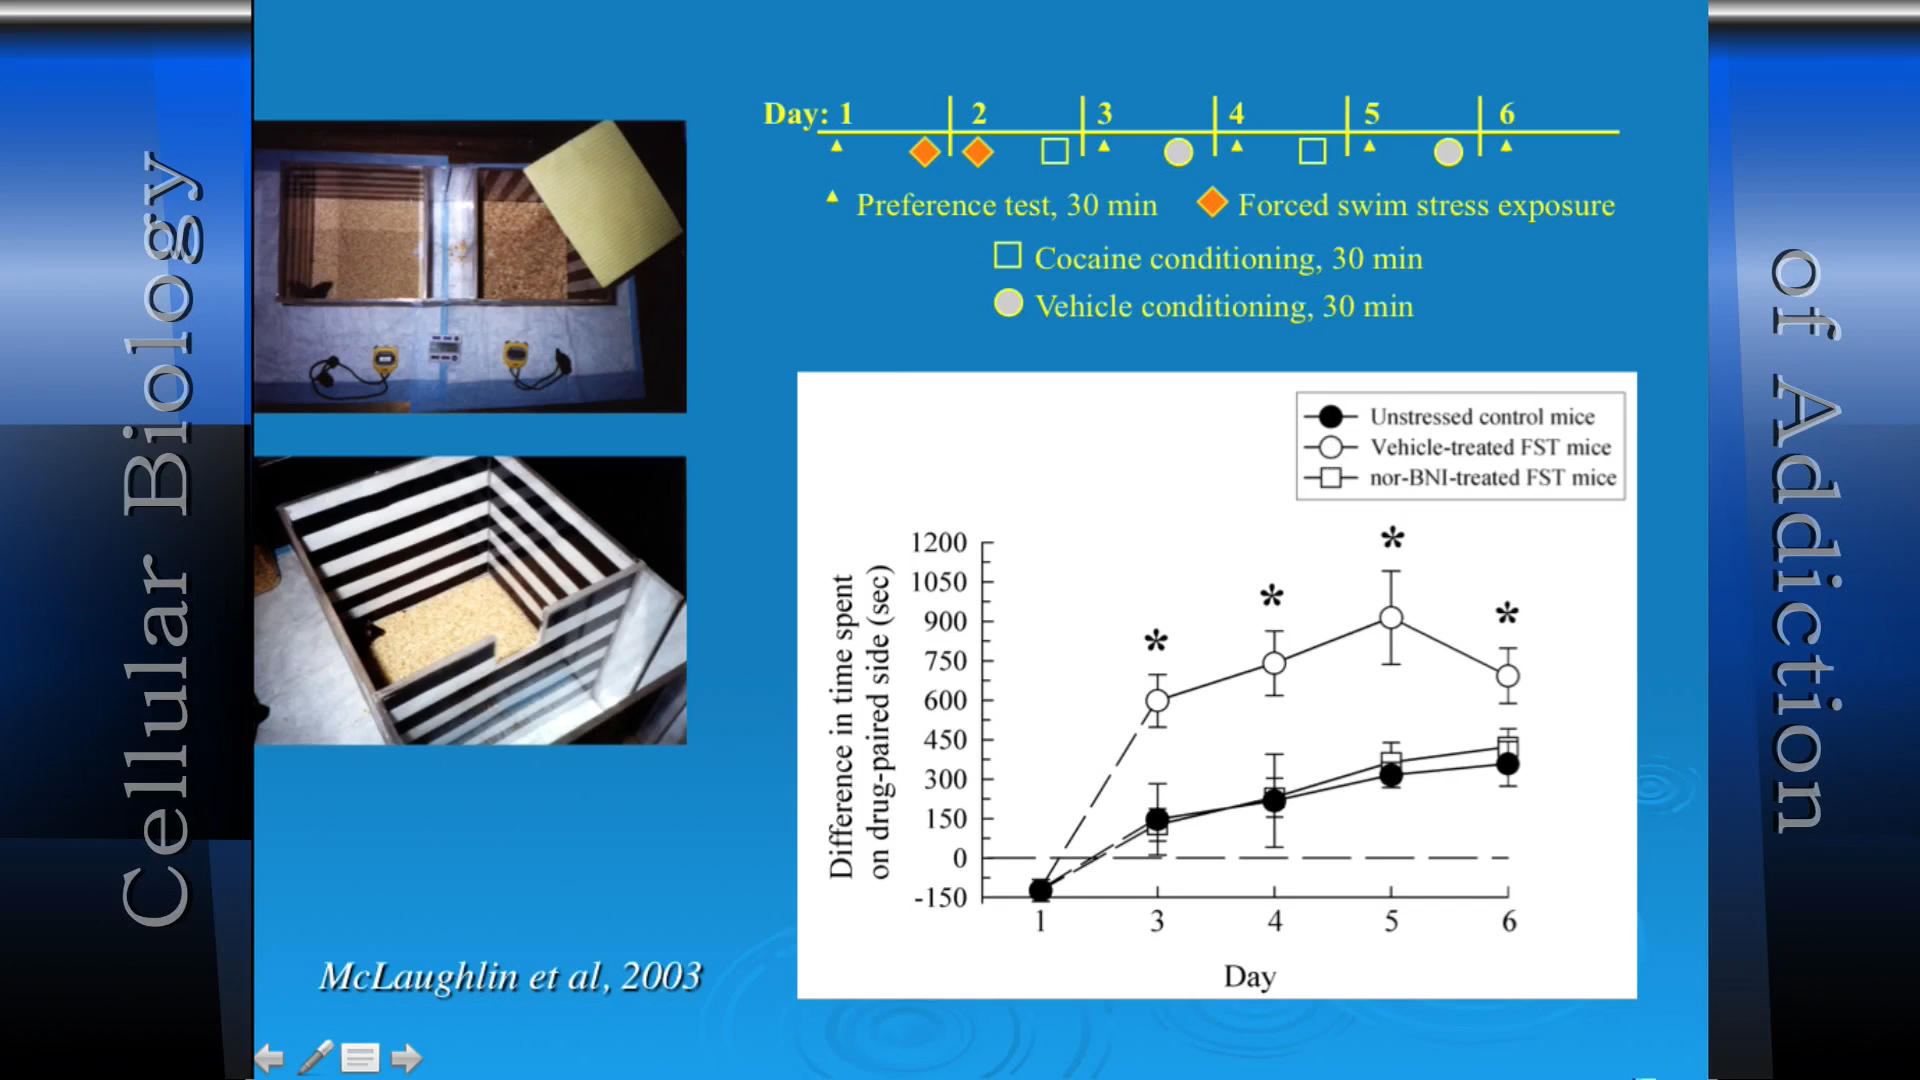 Cellular Biology
Day: 1 2 3 4 5 6
Preference test, 30 min
Forced swim stress exposure
Cocaine conditioning, 30 min
Vehicle conditioning, 30 min
Unstressed control mice
Vehicle-treated FST mice
nor-BNI-treated FST mice
Difference in time spent
on drug-paired side (sec)
1200
1050
900
750
600
450
300
150
0
-150
* * * *
1 3 4 5 6
Day
McLaughlin et al, 2003
of Addiction